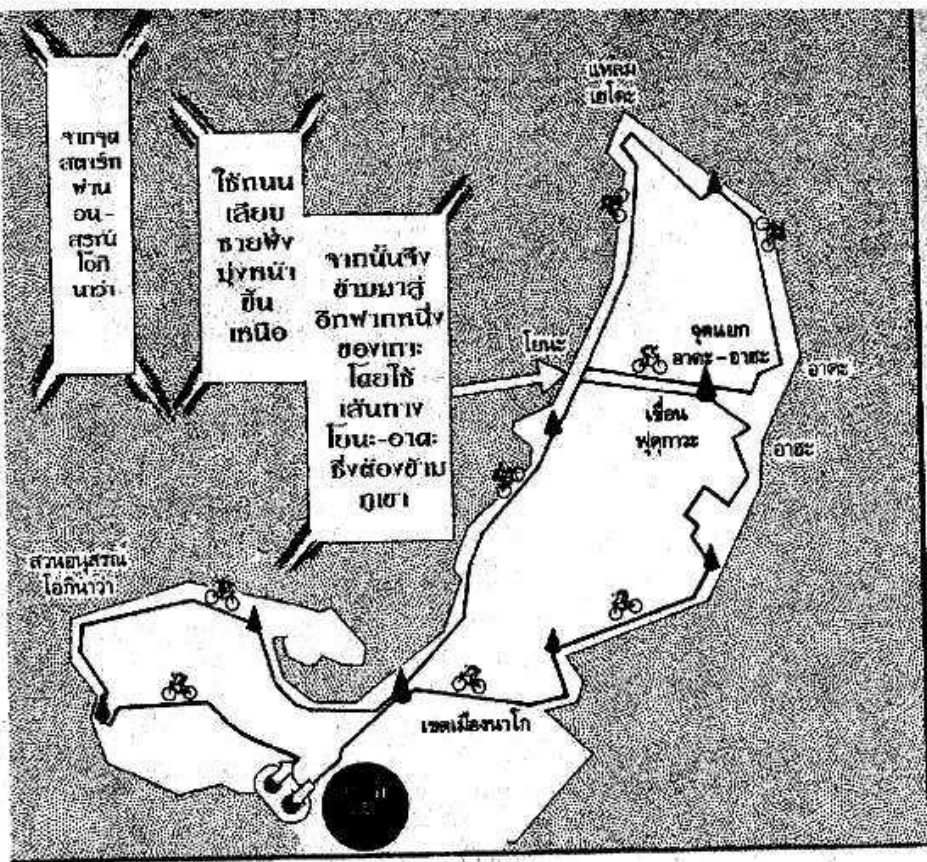 จากจุด
สตาร์ท
ผ่าน
อนุ-
สรณ์
โอกิ
นาว่า
ใช้ถนน
เลียบ
ชายฝั่ง
มุ่งหน้า
ขึ้น
เหนือ
จากนั้นจึง
ข้ามมาสู่
อีกฟากหนึ่ง
ของเกาะ
โดยใช้
เส้นทาง
โยนะ-อาดะ
ซึ่งต้องข้าม
ภูเขา
แหลม
เฮโดะ
โยนะ
จุดแยก
อาดะ-อาฮะ
อาดะ
เขื่อน
ฟุคุกาวะ
อาฮะ
สวนอนุสรณ์
โอกินาว่า
เขตเมืองนาโก